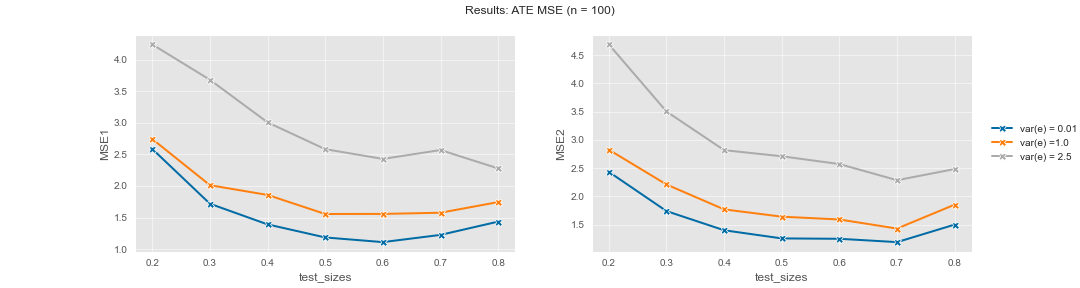 Results: ATE MSE (n = 100)
MSE1
4.0
3.5
3.0
2.5
2.0
1.5
1.0
0.2 0.3 0.4 0.5 0.6 0.7 0.8
test_sizes
MSE2
4.5
4.0
3.5
3.0
2.5
2.0
1.5
0.2 0.3 0.4 0.5 0.6 0.7 0.8
test_sizes
var(e) = 0.01
var(e) =1.0
var(e) = 2.5